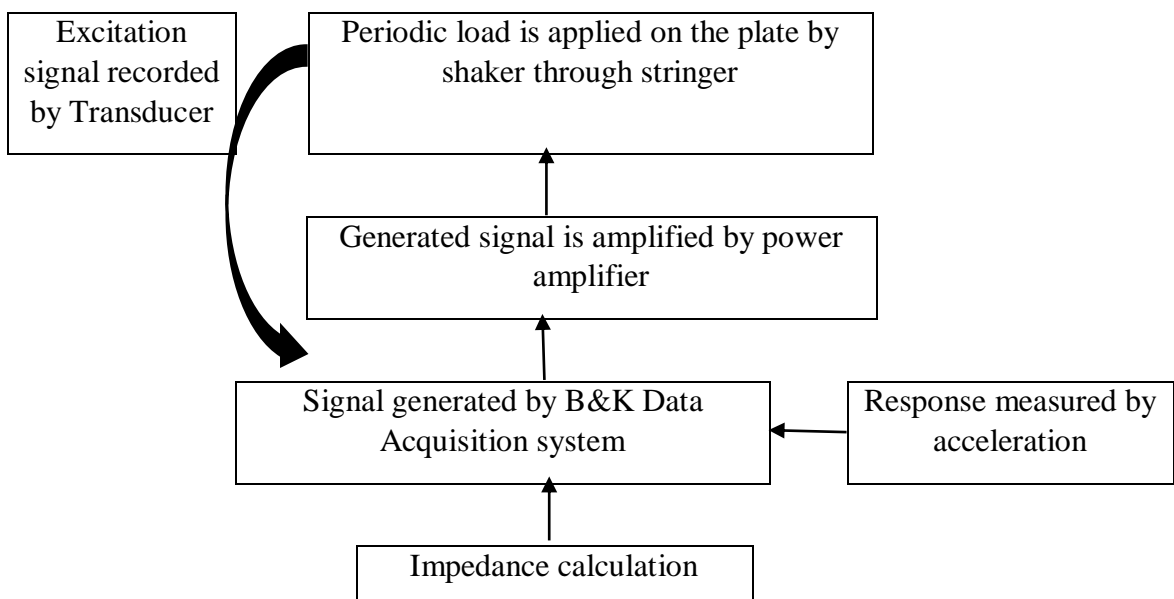 Excitation
signal recorded
by Transducer
Periodic load is applied on the plate by
shaker through stringer
Generated signal is amplified by power
amplifier
Signal generated by B&K Data
Acquisition system
Response measured by
acceleration
Impedance calculation